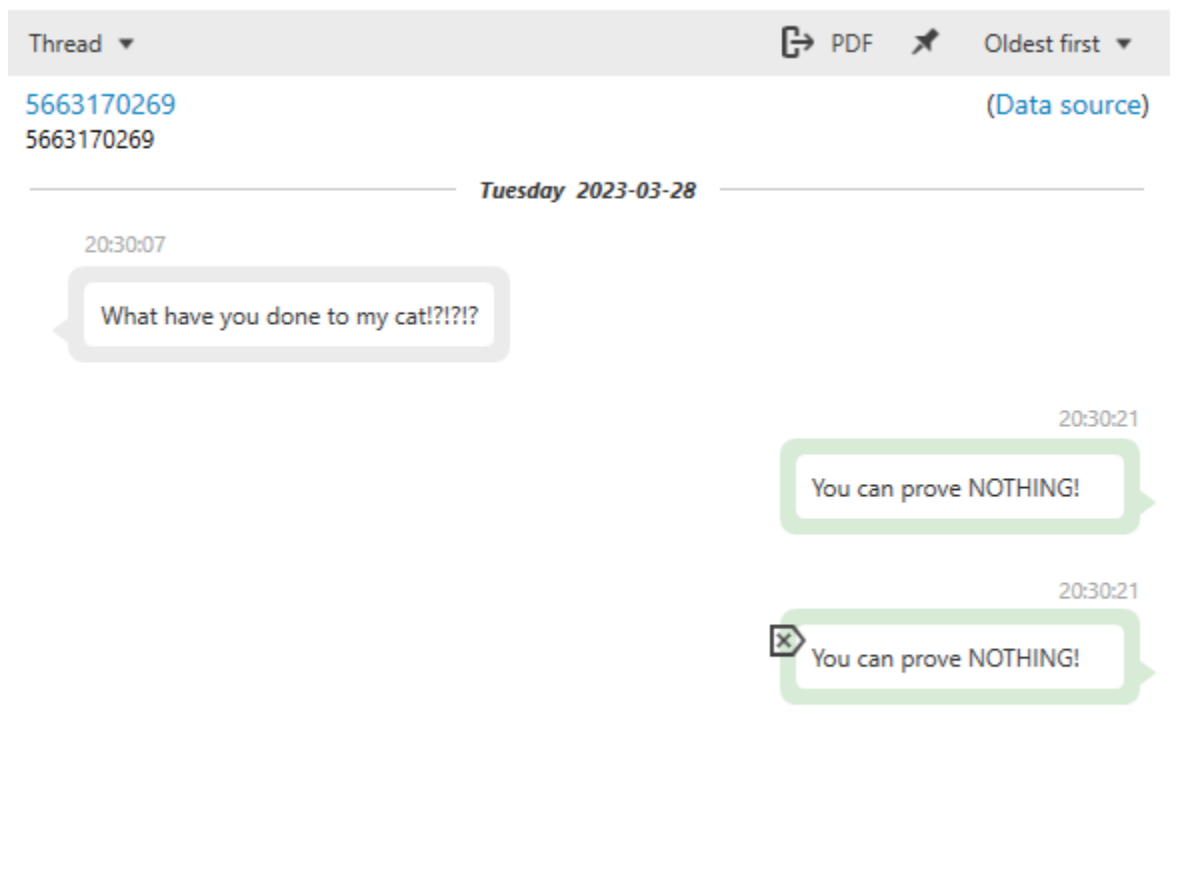 Thread PDF Oldest first
5663170269 (Data source)
5663170269
Tuesday 2023-03-28
20:30:07
What have you done to my cat!?!?!?
20:30:21
You can prove NOTHING!
20:30:21
You can prove NOTHING!